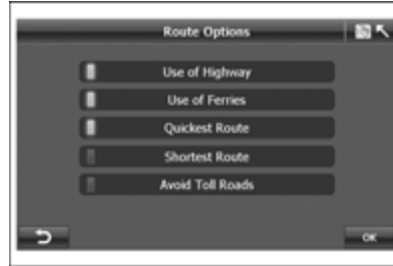 Route Options
Use of Highway
Use of Ferries
Quickest Route
Shortest Route
Avoid Toll Roads
OK